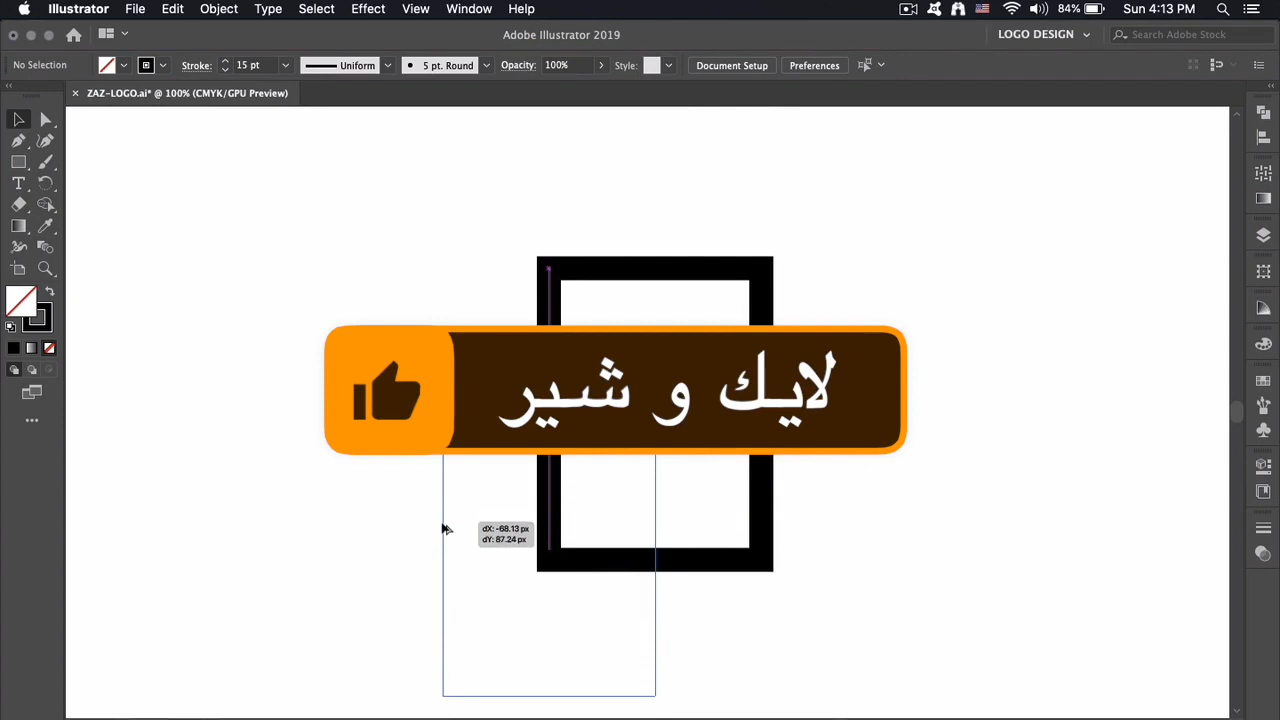 Illustrator File Edit Object Type Select Effect View Window Help 84% Sun 4:13 PM
Adobe Illustrator 2019 LOGO DESIGN Search Adobe Stock
No Selection Stroke: 15 pt Uniform 5 pt. Round Opacity: 100% Style: Document Setup Preferences
ZAZ-LOGO.ai* @ 100% (CMYK/GPU Preview)
لايـك و شـيـر
dX: -68.13 px
dY: 87.24 px